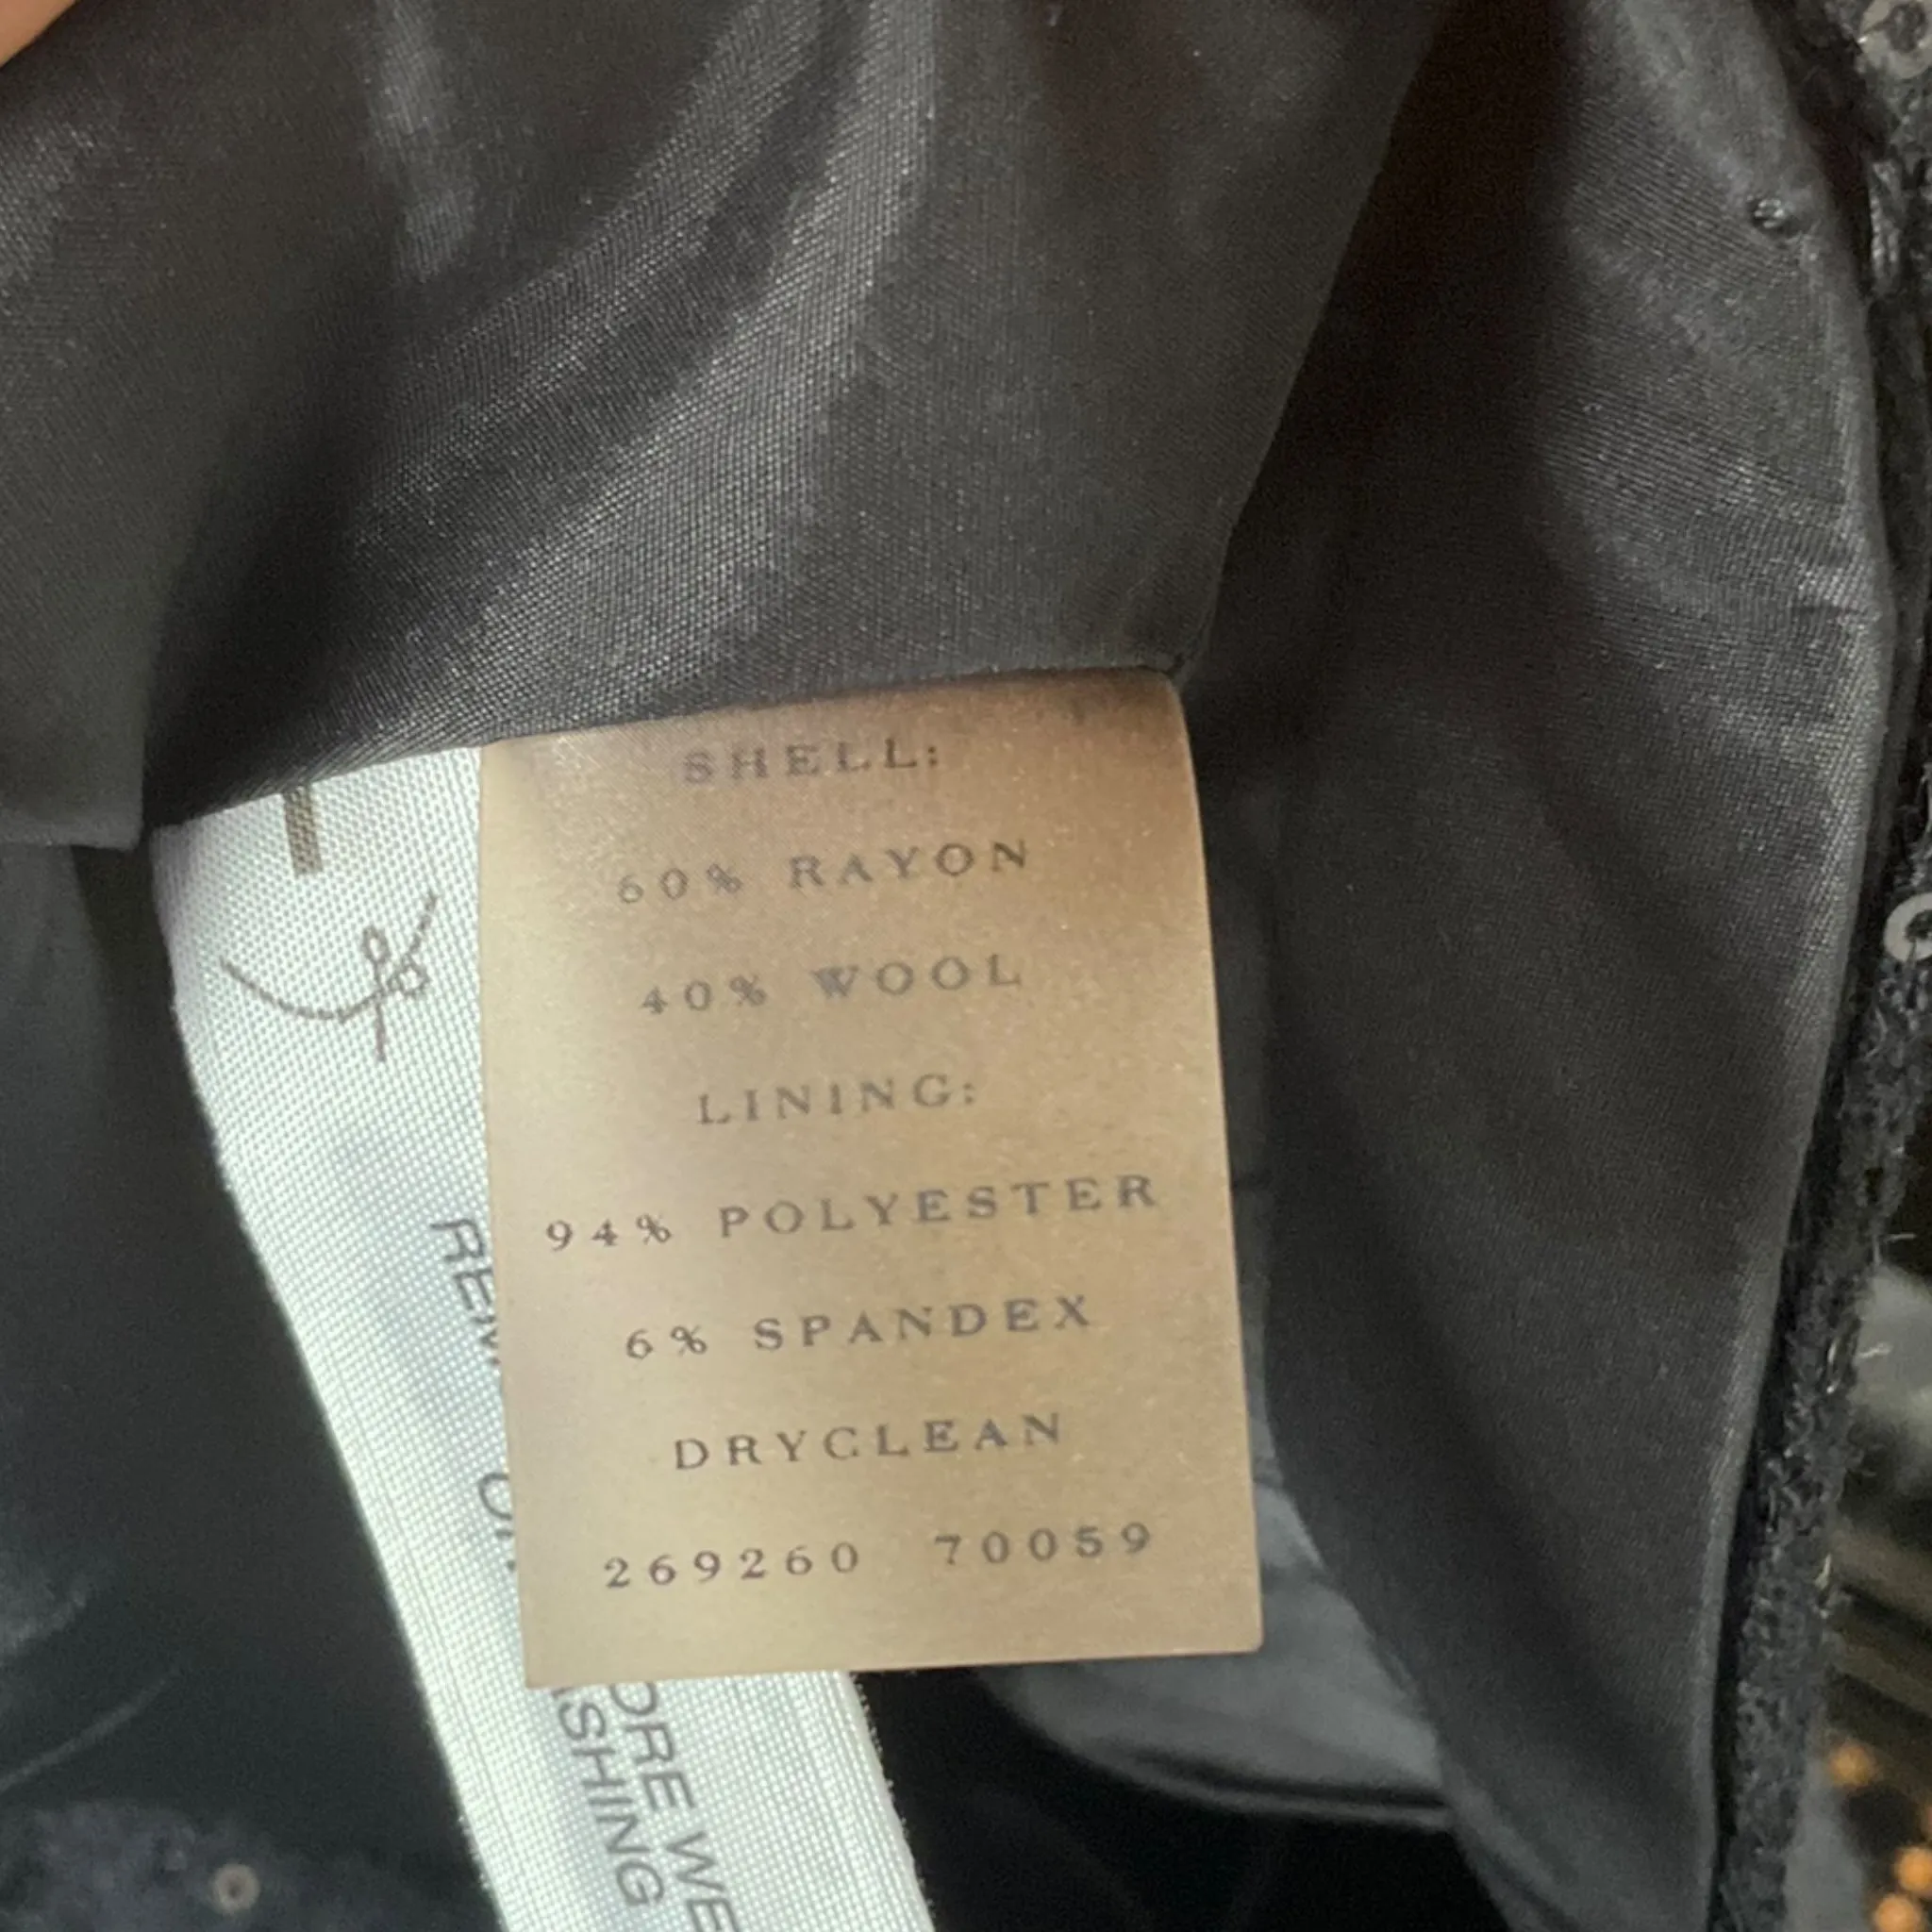 SHELL:
60% RAYON
40% WOOL
LINING:
94% POLYESTER
6% SPANDEX
DRYCLEAN
269260 70059